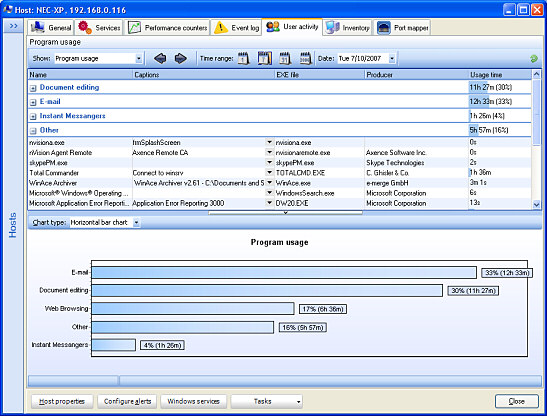 Host: NEC-XP, 192.168.0.116
>> General Services Performance counters Event log User activity Inventory Port mapper
Program usage
Show: Program usage Time range: 1 7 31 Date: Tue 7/10/2007
Name Captions EXE file Producer Usage time
Document editing 11h 27m (30%)
E-mail 12h 33m (33%)
Instant Messangers 1h 26m (4%)
Other 5h 57m (16%)
nvisiona.exe frmSplashScreen nvisiona.exe 0s
nVision Agent Remote Axence Remote CA nvisionaremote.exe Axence Software Inc. 0s
skypePM.exe skypePM.exe Skype Technologies 2s
Total Commander Connect to winsrv TOTALCMD.EXE C. Ghisler & Co. 1h 36m
WinAce Archiver WinAce Archiver v2.61 - C:\Documents and S WinAce.exe e-merge GmbH 3m 1s
Microsoft® Windows® Operating ... WindowsSearch.exe Microsoft Corporation 6s
Microsoft Application Error Reporti... Application Error Reporting 3000 DW20.EXE Microsoft Corporation 13s
Hosts
Chart type: Horizontal bar chart
Program usage
E-mail 33% (12h 33m)
Document editing 30% (11h 27m)
Web Browsing 17% (6h 36m)
Other 16% (5h 57m)
Instant Messangers 4% (1h 26m)
Host properties Configure alerts Windows services Tasks Close